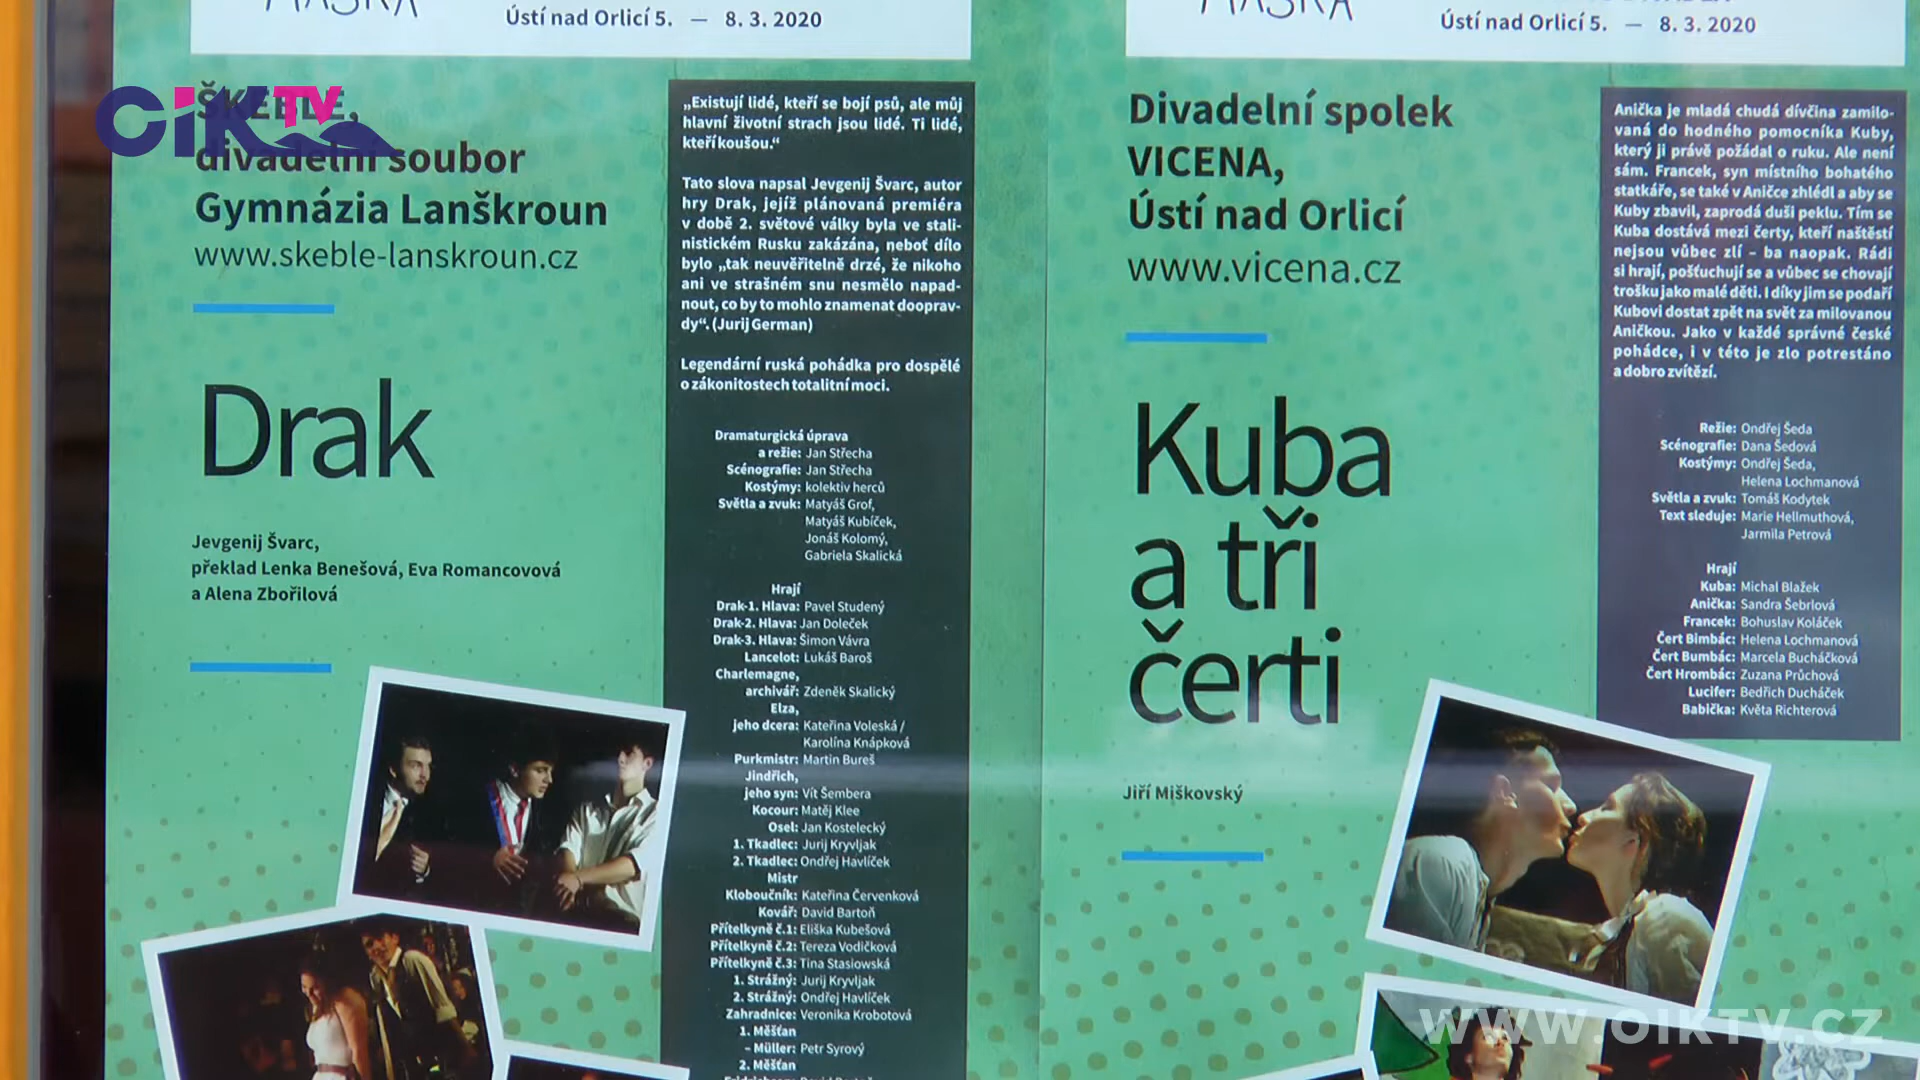 Ústí nad Orlicí 5. — 8. 3. 2020
OIKTV
ŠKEBLE,
divadelní soubor
Gymnázia Lanškroun
www.skeble-lanskroun.cz
Drak
Jevgenij Švarc,
překlad Lenka Benešová, Eva Romancovová
a Alena Zbořilová
„Existují lidé, kteří se bojí psů, ale můj
hlavní životní strach jsou lidé. Ti lidé,
kteří koušou.“
Tato slova napsal Jevgenij Švarc, autor
hry Drak, jejíž plánovaná premiéra
v době 2. světové války byla ve stali-
nistickém Rusku zakázána, neboť dílo
bylo „tak neuvěřitelně drzé, že nikoho
ani ve strašném snu nesmělo napad-
nout, co by to mohlo znamenat dooprav-
dy“. (Jurij German)
Legendární ruská pohádka pro dospělé
o zákonitostech totalitní moci.
Dramaturgická úprava
a režie: Jan Střecha
Scénografie: Jan Střecha
Kostýmy: kolektiv herců
Světla a zvuk: Matyáš Grof,
Matyáš Kubíček,
Jonáš Kolomý,
Gabriela Skalická
Hrají
Drak-1. Hlava: Pavel Studený
Drak-2. Hlava: Jan Doleček
Drak-3. Hlava: Šimon Vávra
Lancelot: Lukáš Baroš
Charlemagne,
archivář: Zdeněk Skalický
Elza,
jeho dcera: Kateřina Voleská /
Karolína Knápková
Purkmistr: Martin Bureš
Jindřich,
jeho syn: Vít Šembera
Kocour: Matěj Klee
Osel: Jan Kostelecký
1. Tkadlec: Jurij Kryvljak
2. Tkadlec: Ondřej Havlíček
Mistr
Kloboučník: Kateřina Červenková
Kovář: David Bartoň
Přítelkyně č.1: Eliška Kubešová
Přítelkyně č.2: Tereza Vodičková
Přítelkyně č.3: Tina Stasiowská
1. Strážný: Jurij Kryvljak
2. Strážný: Ondřej Havlíček
Zahradnice: Veronika Krobotová
1. Měšťan
– Müller: Petr Syrový
2. Měšťan
Ústí nad Orlicí 5. — 8. 3. 2020
Divadelní spolek
VICENA,
Ústí nad Orlicí
www.vicena.cz
Kuba
a tři
čerti
Jiří Miškovský
Anička je mladá chudá dívčina zamilo-
vaná do hodného pomocníka Kuby,
který ji právě požádal o ruku. Ale není
sám. Francek, syn místního bohatého
statkáře, se také v Aničce zhlédl a aby se
Kuby zbavil, zaprodá duši peklu. Tím se
Kuba dostává mezi čerty, kteří naštěstí
nejsou vůbec zlí – ba naopak. Rádi
si hrají, pošťuchují se a vůbec se chovají
trošku jako malé děti. I díky jim se podaří
Kubovi dostat zpět na svět za milovanou
Aničkou. Jako v každé správné české
pohádce, i v této je zlo potrestáno
a dobro zvítězí.
Režie: Ondřej Šeda
Scénografie: Dana Šedová
Kostýmy: Ondřej Šeda,
Helena Lochmanová
Světla a zvuk: Tomáš Kodytek
Text sleduje: Marie Hellmuthová,
Jarmila Petrová
Hrají
Kuba: Michal Blažek
Anička: Sandra Šebrlová
Francek: Bohuslav Koláček
Čert Bimbác: Helena Lochmanová
Čert Bumbác: Marcela Bucháčková
Čert Hrombác: Zuzana Průchová
Lucifer: Bedřich Ducháček
Babička: Květa Richterová
www.oiktv.cz